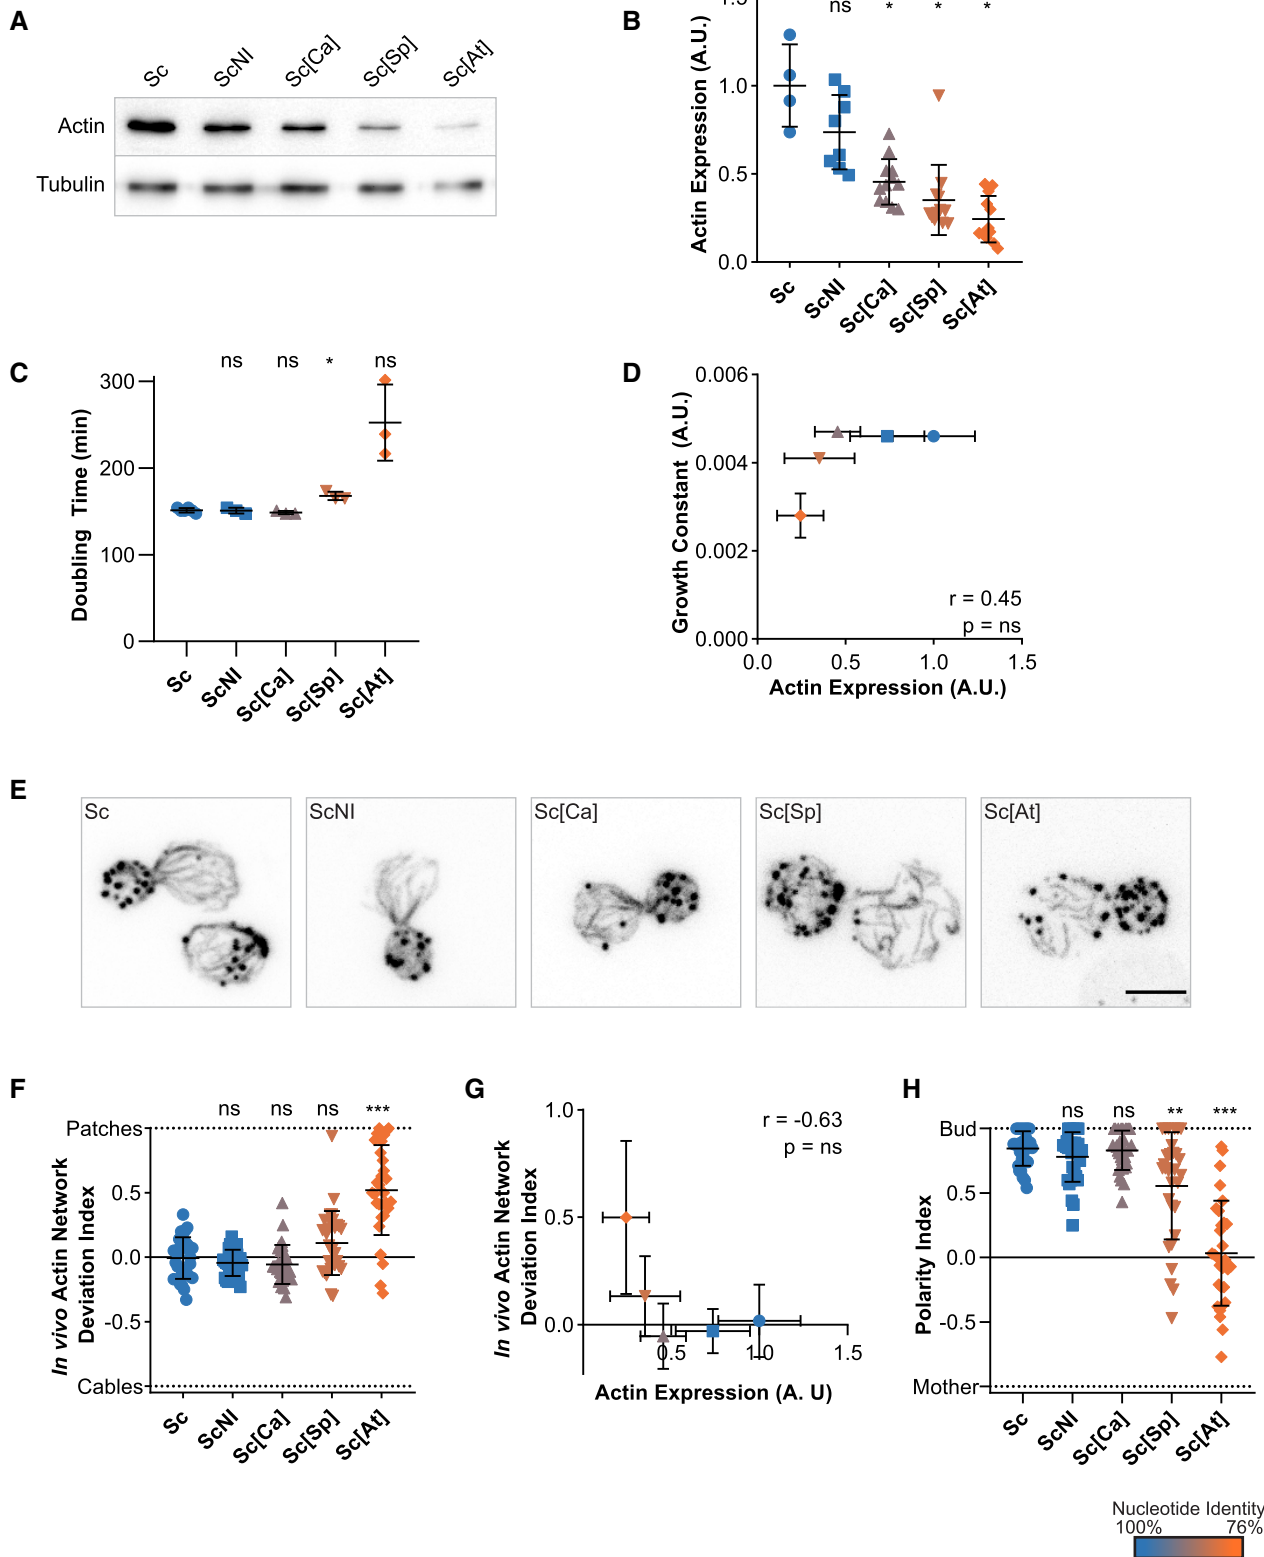 A
Sc
ScNI
Sc[Ca]
Sc[Sp]
Sc[At]
Actin
Tubulin
B
ns
*
*
*
Actin Expression (A.U.)
1.5
1.0
0.5
0.0
Sc
ScNI
Sc[Ca]
Sc[Sp]
Sc[At]
C
ns
ns
*
ns
Doubling Time (min)
300
200
100
0
Sc
ScNI
Sc[Ca]
Sc[Sp]
Sc[At]
D
Growth Constant (A.U.)
0.006
0.004
0.002
0.000
r = 0.45
p = ns
0.0
0.5
1.0
1.5
Actin Expression (A.U.)
E
Sc
ScNI
Sc[Ca]
Sc[Sp]
Sc[At]
F
ns
ns
ns
***
In vivo Actin Network
Deviation Index
Patches
0.5
0.0
-0.5
Cables
Sc
ScNI
Sc[Ca]
Sc[Sp]
Sc[At]
G
In vivo Actin Network
Deviation Index
1.0
0.5
0.0
r = -0.63
p = ns
0.5
1.0
1.5
Actin Expression (A. U)
H
ns
ns
**
***
Polarity Index
Bud
0.5
0.0
-0.5
Mother
Sc
ScNI
Sc[Ca]
Sc[Sp]
Sc[At]
Nucleotide Identity
100%
76%